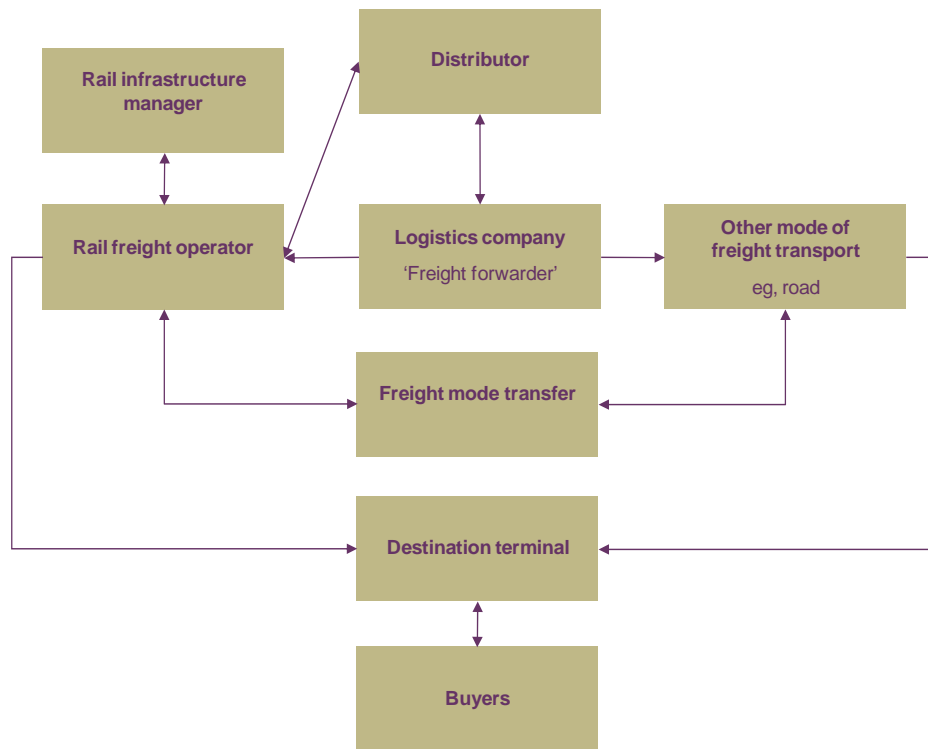 Rail infrastructure
manager
Distributor
Rail freight operator
Logistics company
‘Freight forwarder’
Other mode of
freight transport
eg, road
Freight mode transfer
Destination terminal
Buyers